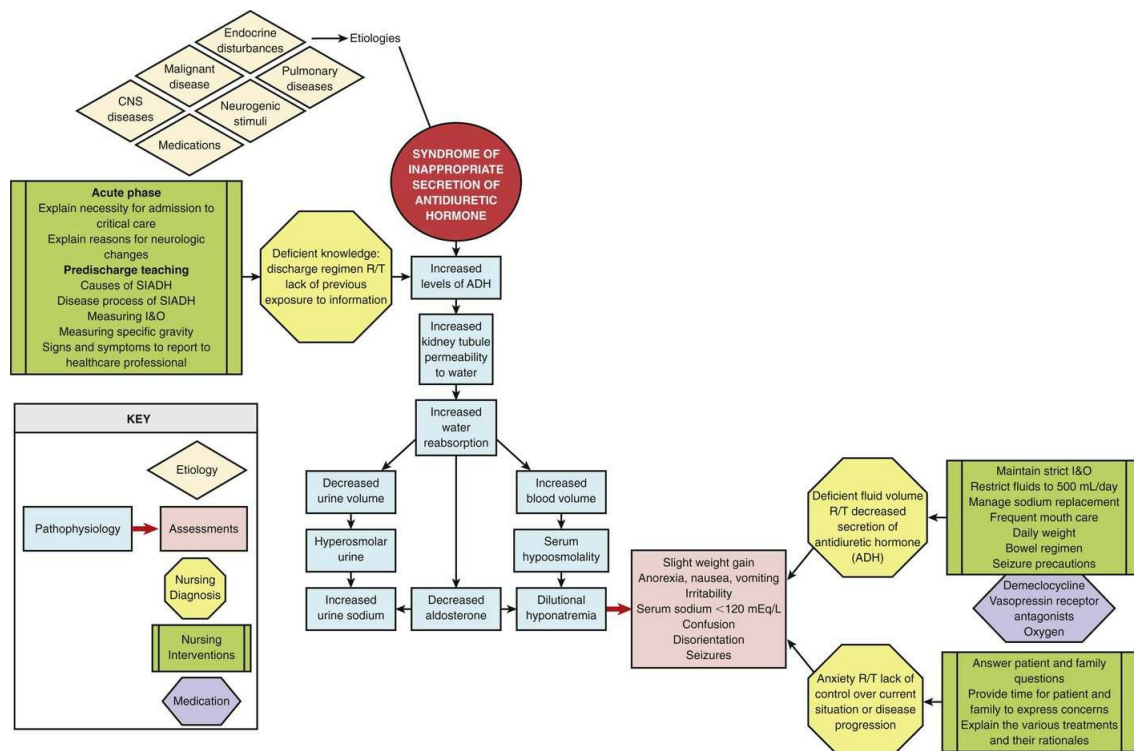 Endocrine
disturbances
Etiologies
Malignant
disease
Pulmonary
diseases
CNS
diseases
Neurogenic
stimuli
Medications
SYNDROME OF
INAPPROPRIATE
SECRETION OF
ANTIDIURETIC
HORMONE
Acute phase
Explain necessity for admission to
critical care
Explain reasons for neurologic
changes
Predischarge teaching
Causes of SIADH
Disease process of SIADH
Measuring I&O
Measuring specific gravity
Signs and symptoms to report to
healthcare professional
Deficient knowledge:
discharge regimen R/T
lack of previous
exposure to information
Increased
levels of ADH
Increased
kidney tubule
permeability
to water
Increased
water
reabsorption
Decreased
urine volume
Hyperosmolar
urine
Increased
urine sodium
Decreased
aldosterone
Increased
blood volume
Serum
hypoosmolality
Dilutional
hyponatremia
Slight weight gain
Anorexia, nausea, vomiting
Irritability
Serum sodium <120 mEq/L
Confusion
Disorientation
Seizures
Deficient fluid volume
R/T decreased
secretion of
antidiuretic hormone
(ADH)
Maintain strict I&O
Restrict fluids to 500 mL/day
Manage sodium replacement
Frequent mouth care
Daily weight
Bowel regimen
Seizure precautions
Demeclocycline
Vasopressin receptor
antagonists
Oxygen
Anxiety R/T lack of
control over current
situation or disease
progression
Answer patient and family
questions
Provide time for patient and
family to express concerns
Explain the various treatments
and their rationales
KEY
Etiology
Pathophysiology
Assessments
Nursing
Diagnosis
Nursing
Interventions
Medication